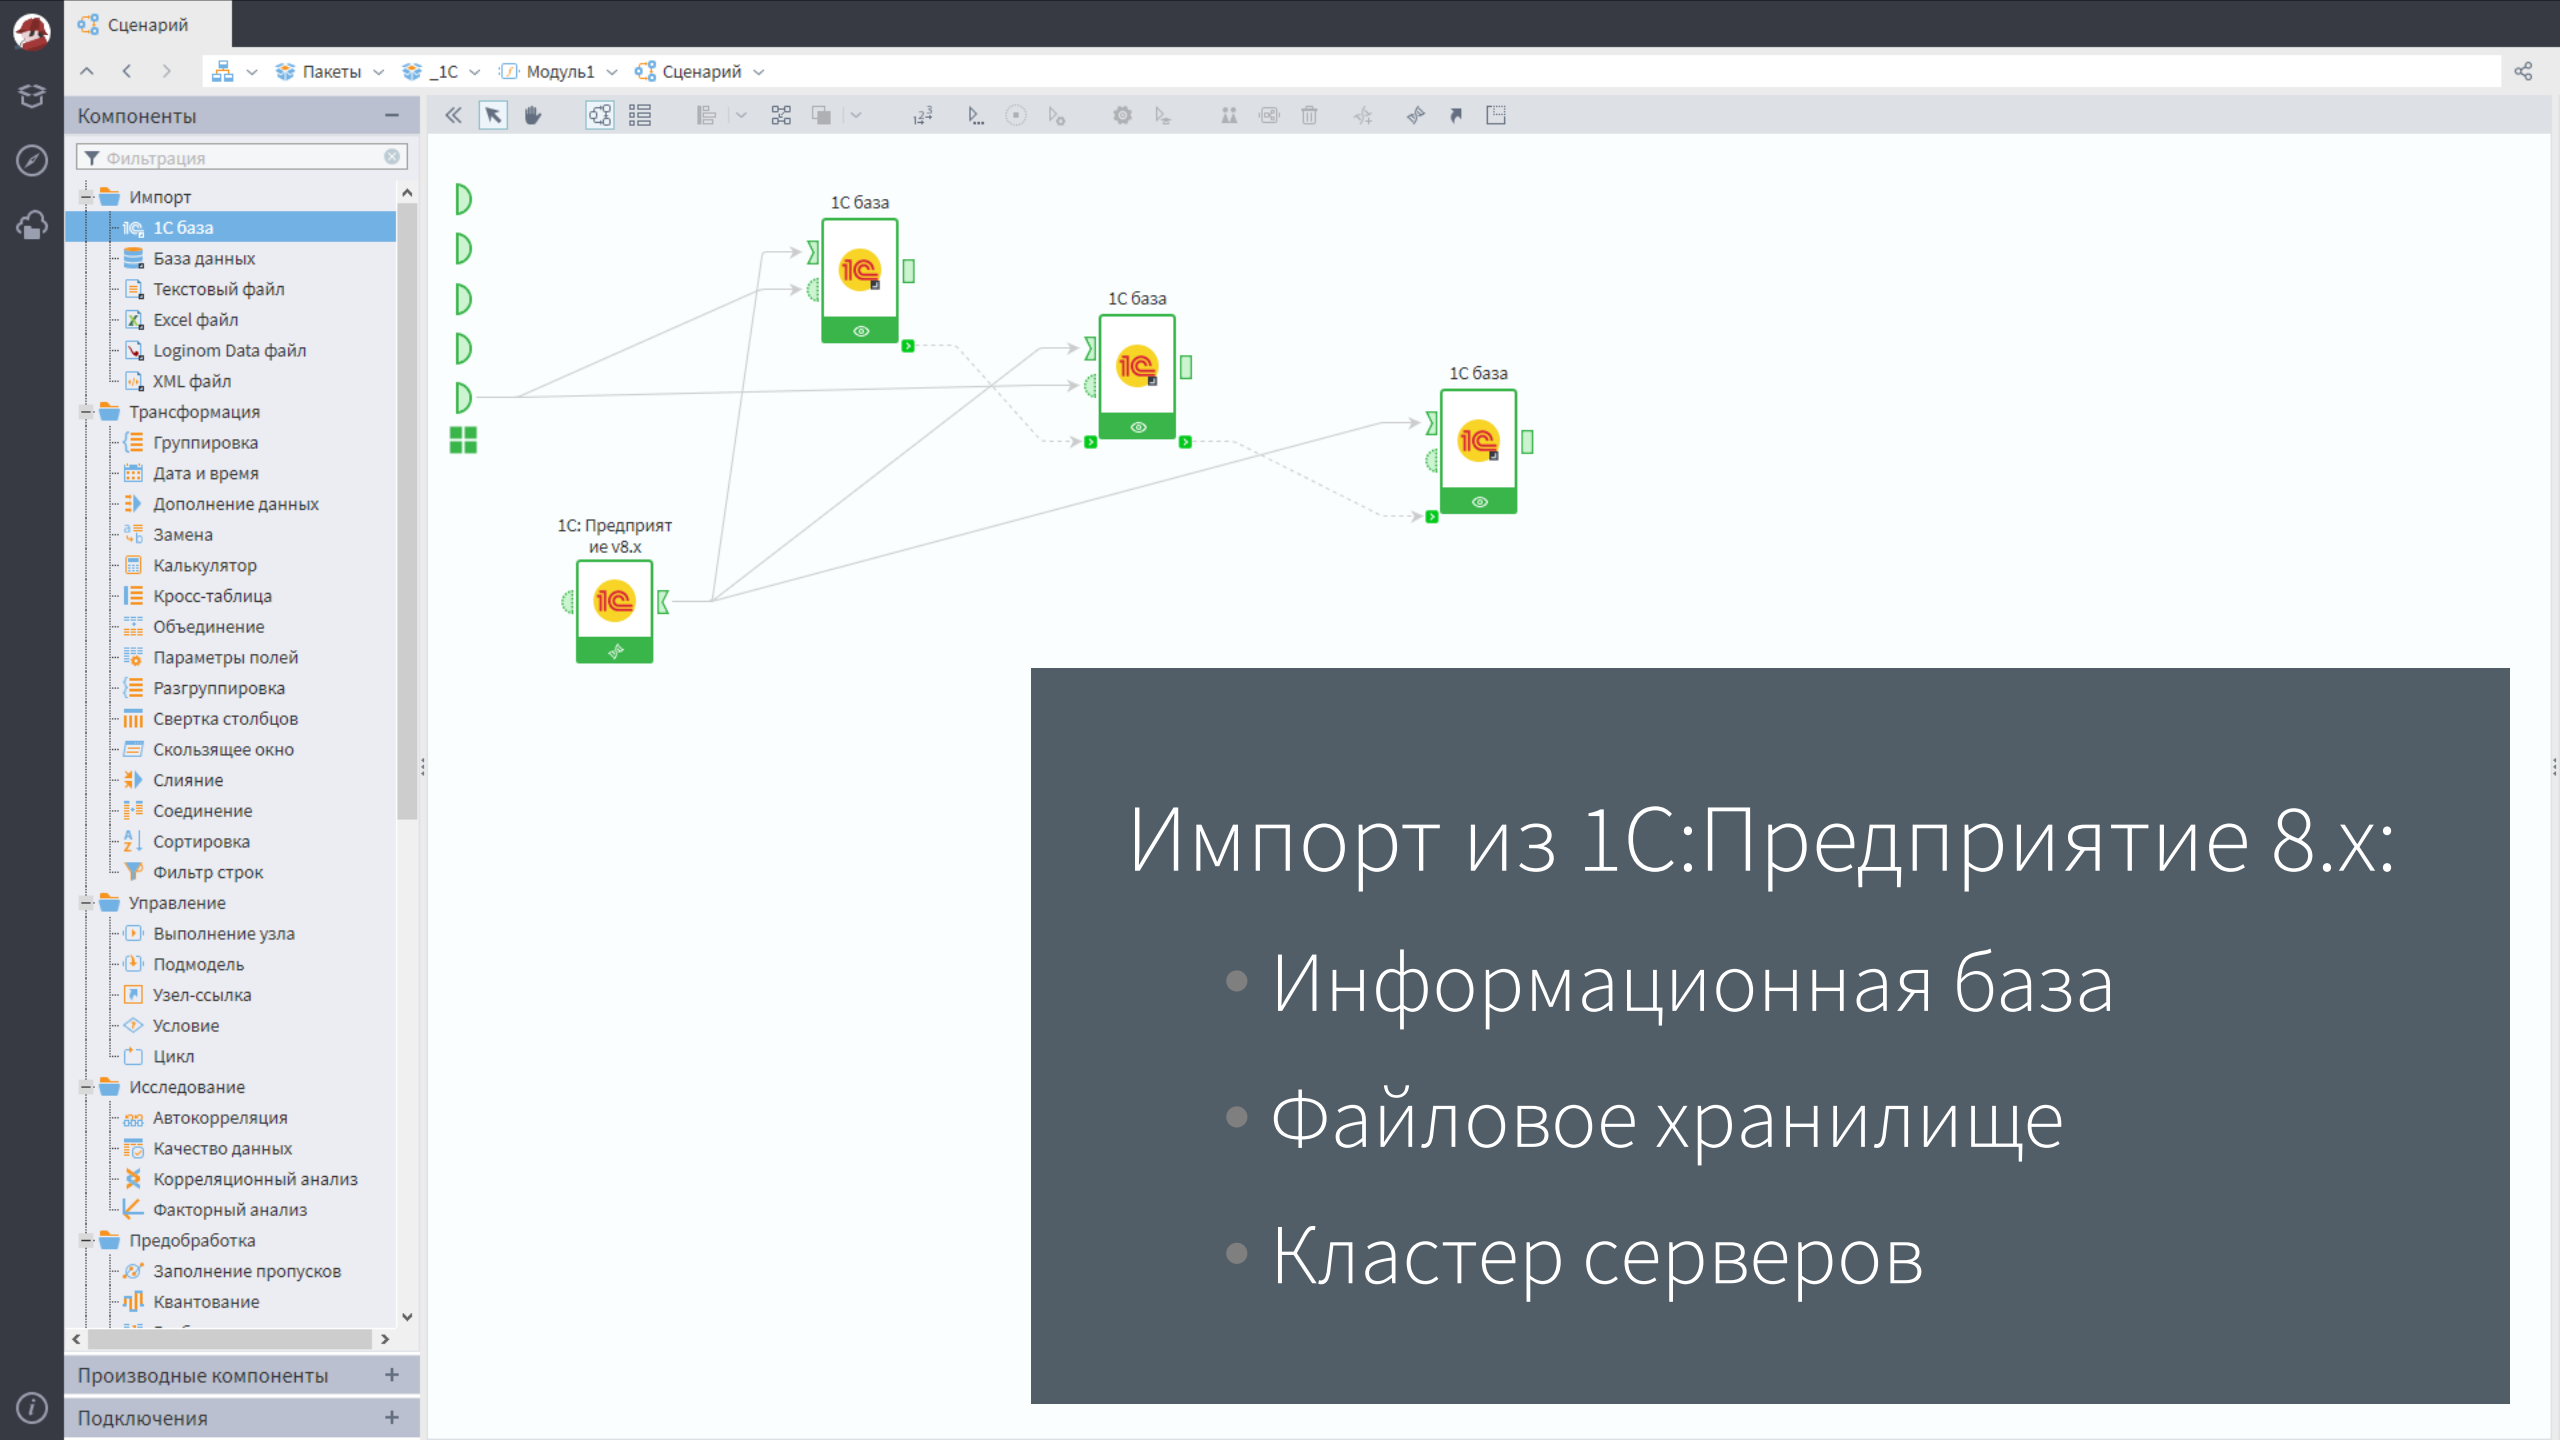 Сценарий
Пакеты
_1С
Модуль1
Сценарий
Компоненты
Фильтрация
Импорт
1С база
База данных
Текстовый файл
Excel файл
Loginom Data файл
XML файл
Трансформация
Группировка
Дата и время
Дополнение данных
Замена
Калькулятор
Кросс-таблица
Объединение
Параметры полей
Разгруппировка
Свертка столбцов
Скользящее окно
Слияние
Соединение
Сортировка
Фильтр строк
Управление
Выполнение узла
Подмодель
Узел-ссылка
Условие
Цикл
Исследование
Автокорреляция
Качество данных
Корреляционный анализ
Факторный анализ
Предобработка
Заполнение пропусков
Квантование
Производные компоненты
Подключения
1С база
1С база
1С база
1С: Предприят
ие v8.x
Импорт из 1С:Предприятие 8.x:
• Информационная база
• Файловое хранилище
• Кластер серверов